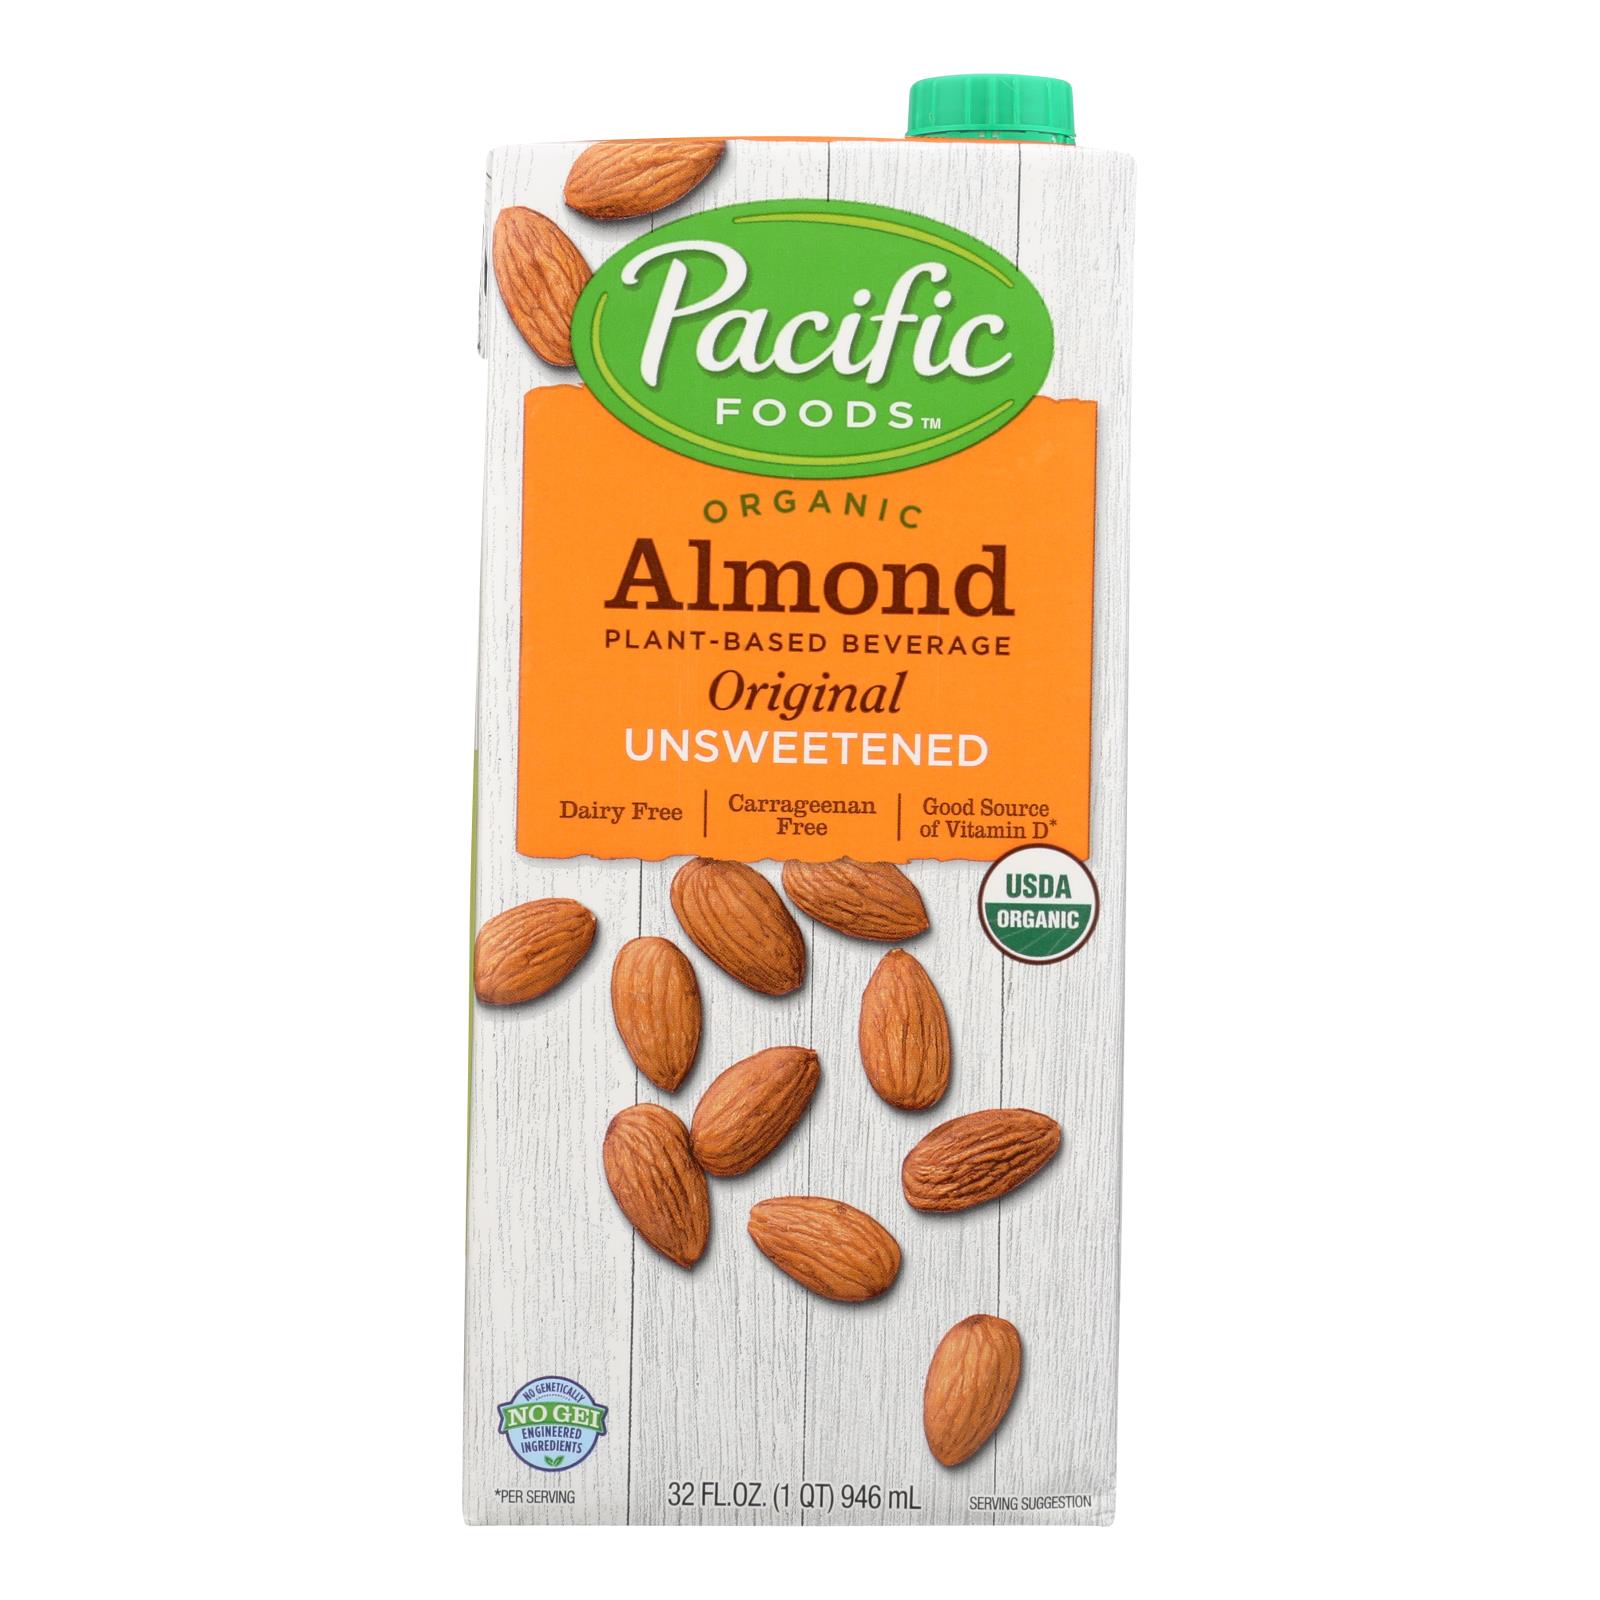 Pacific
FOODS™
ORGANIC
Almond
PLANT-BASED BEVERAGE
Original
UNSWEETENED
Dairy Free
Carrageenan
Free
Good Source
of Vitamin D*
USDA
ORGANIC
NO GENETICALLY
NO GEI
ENGINEERED
INGREDIENTS
*PER SERVING
32 FL.OZ. (1 QT) 946 mL
SERVING SUGGESTION